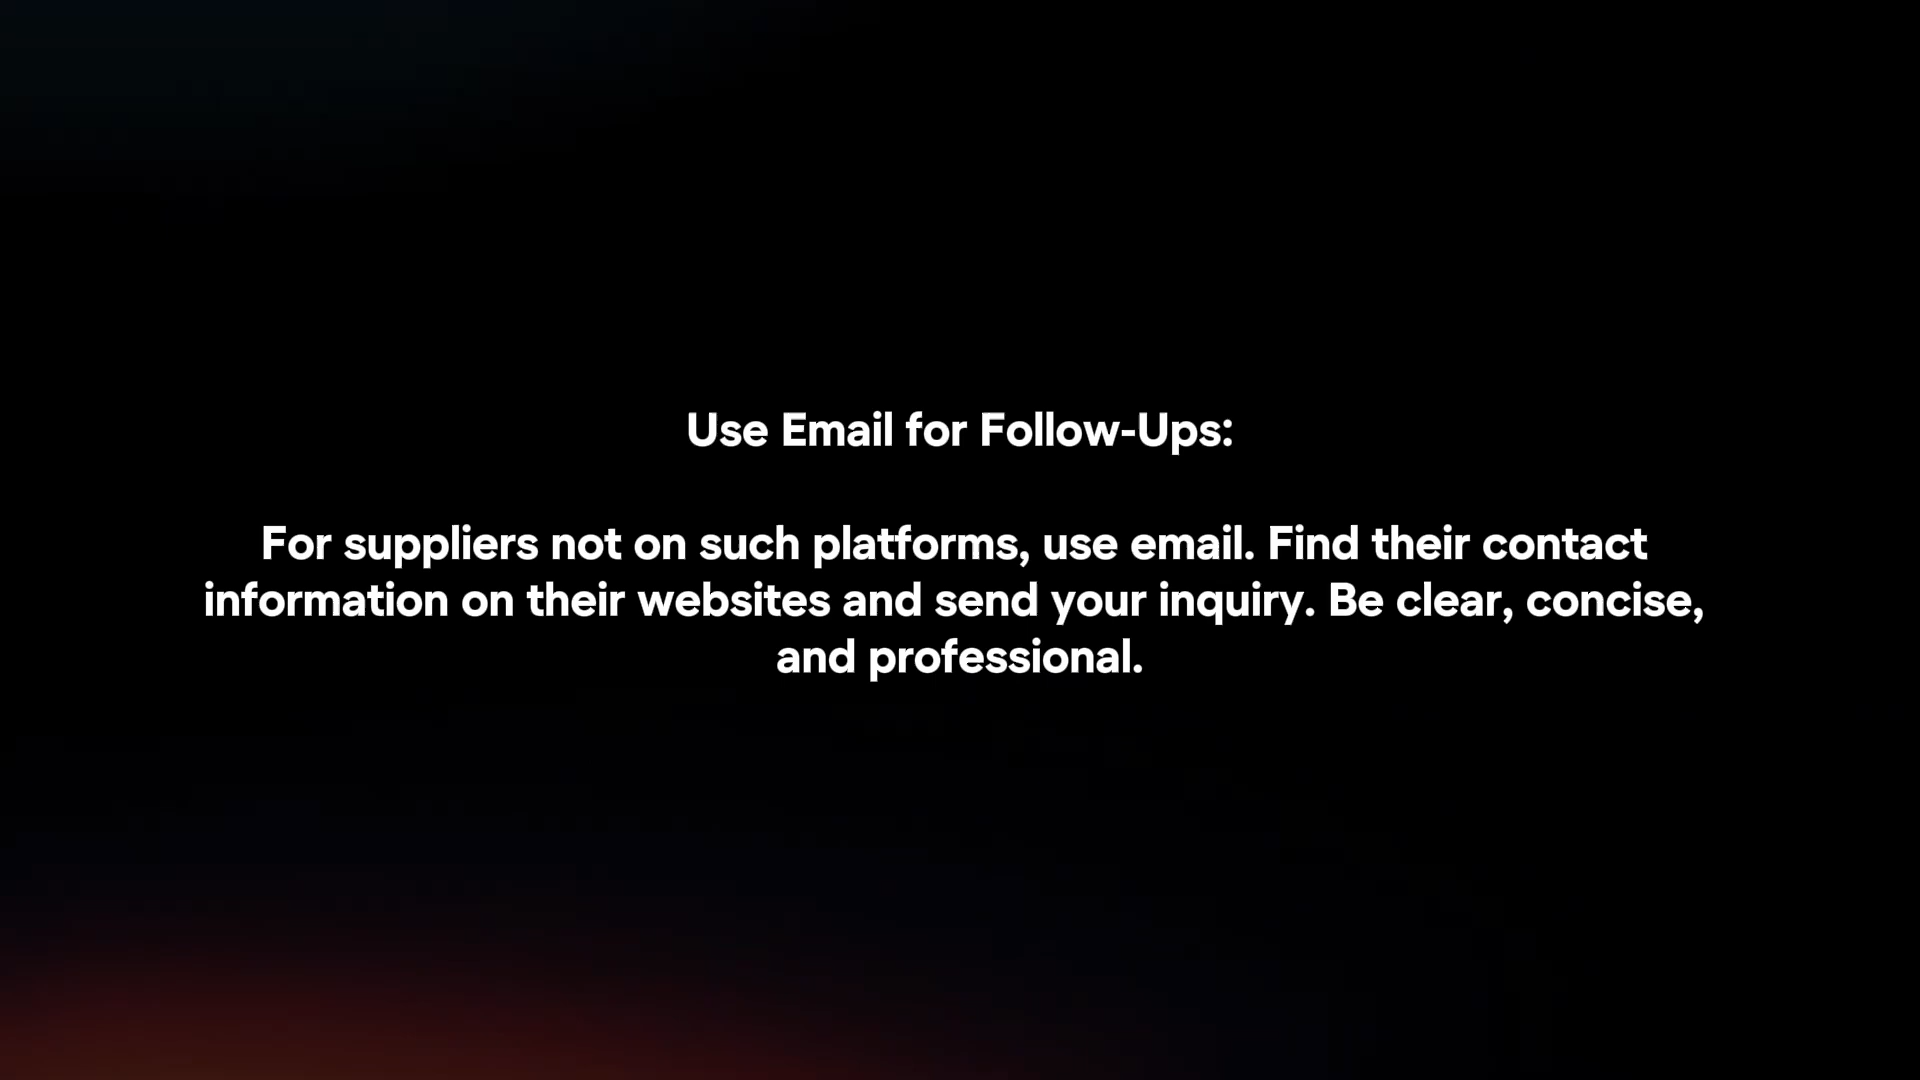 Use Email for Follow-Ups:
For suppliers not on such platforms, use email. Find their contact
information on their websites and send your inquiry. Be clear, concise,
and professional.